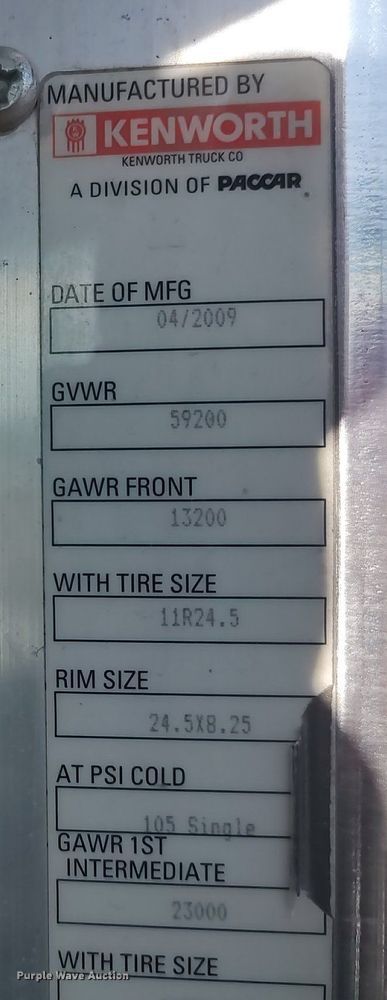 MANUFACTURED BY
KENWORTH
KENWORTH TRUCK CO
A DIVISION OF PACCAR
DATE OF MFG
04/2009
GVWR
59200
GAWR FRONT
13200
WITH TIRE SIZE
11R24.5
RIM SIZE
24.5X8.25
AT PSI COLD
105 Single
GAWR 1ST
INTERMEDIATE
23000
WITH TIRE SIZE
Purple Wave Auction